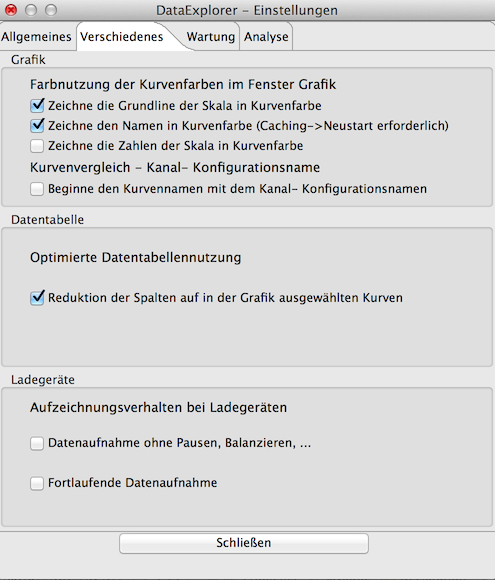 DataExplorer – Einstellungen
Allgemeines Verschiedenes Wartung Analyse
Grafik
Farbnutzung der Kurvenfarben im Fenster Grafik
Zeichne die Grundline der Skala in Kurvenfarbe
Zeichne den Namen in Kurvenfarbe (Caching->Neustart erforderlich)
Zeichne die Zahlen der Skala in Kurvenfarbe
Kurvenvergleich – Kanal- Konfigurationsname
Beginne den Kurvennamen mit dem Kanal- Konfigurationsnamen
Datentabelle
Optimierte Datentabellennutzung
Reduktion der Spalten auf in der Grafik ausgewählten Kurven
Ladegeräte
Aufzeichnungsverhalten bei Ladegeräten
Datenaufnahme ohne Pausen, Balanzieren, ...
Fortlaufende Datenaufnahme
Schließen